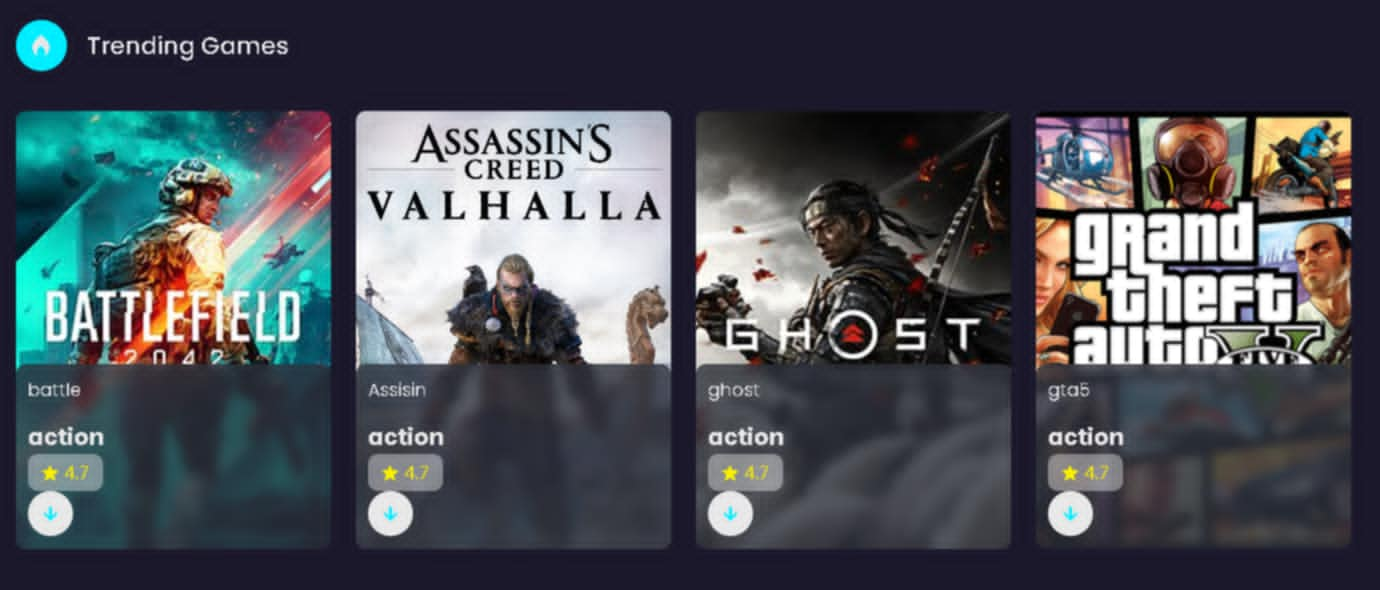 Trending Games
BATTLEFIELD
2042
battle
action
4.7
ASSASSIN'S
CREED
VALHALLA
Assisin
action
4.7
GHOST
ghost
action
4.7
grand
theft
auto
V
FIVE
gta5
action
4.7